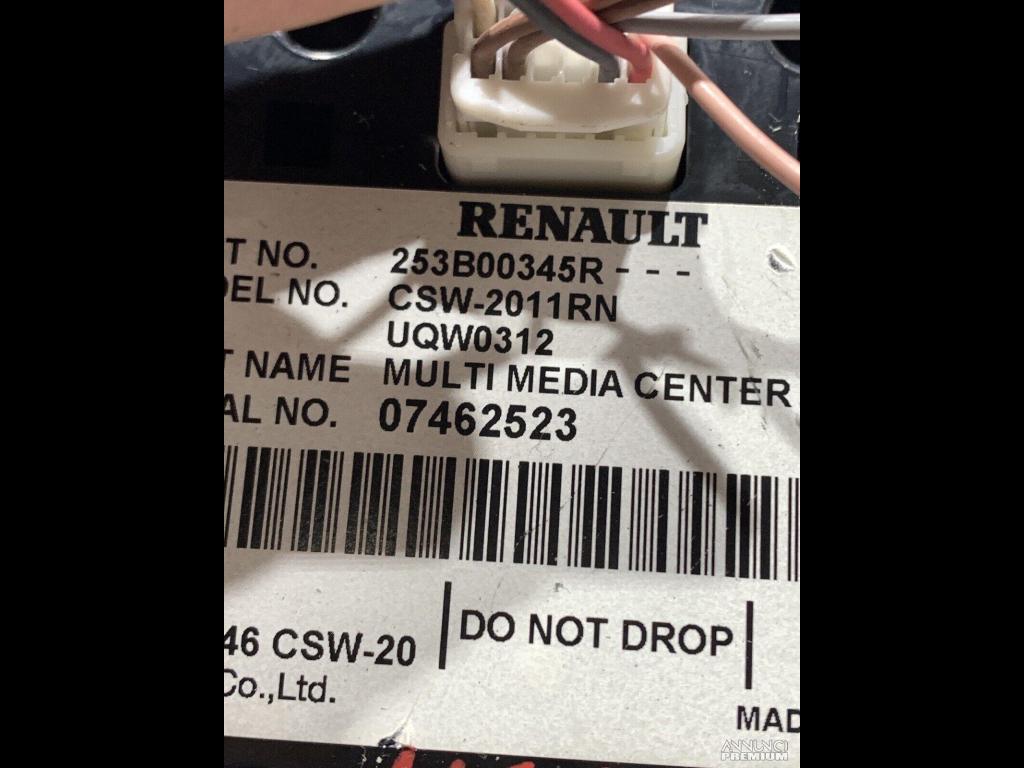 RENAULT
T NO. 253B00345R - - -
DEL NO. CSW-2011RN
UQW0312
T NAME MULTI MEDIA CENTER
AL NO. 07462523
46 CSW-20
DO NOT DROP
Co.,Ltd.
MAD
ANNUNCI
PREMIUM